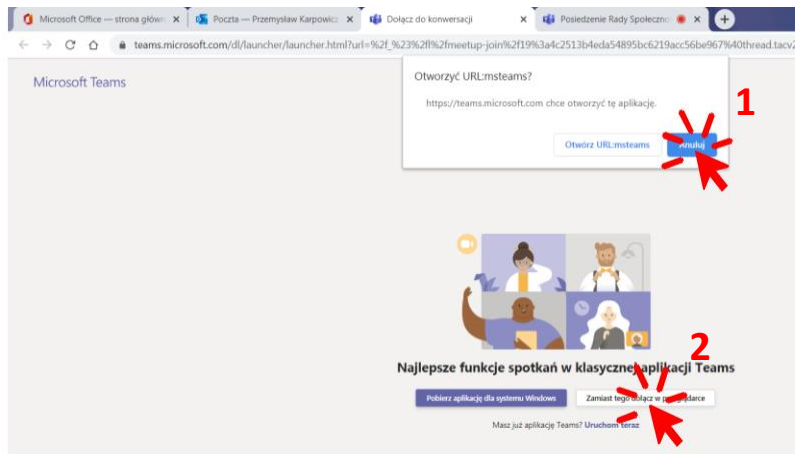 Microsoft Office — strona główn
Poczta — Przemysław Karpowicz
Dołącz do konwersacji
Posiedzenie Rady Społeczno
teams.microsoft.com/dl/launcher/launcher.html?url=%2f_%23%2fl%2fmeetup-join%2f19%3a4c2513b4eda54895bc6219acc56be967%40thread.tacv2
Microsoft Teams
Otworzyć URL:msteams?
https://teams.microsoft.com chce otworzyć tę aplikację.
1
Otwórz URL:msteams
Anuluj
2
Najlepsze funkcje spotkań w klasycznej aplikacji Teams
Pobierz aplikację dla systemu Windows
Zamiast tego dołącz w przeglądarce
Masz już aplikację Teams? Uruchom teraz